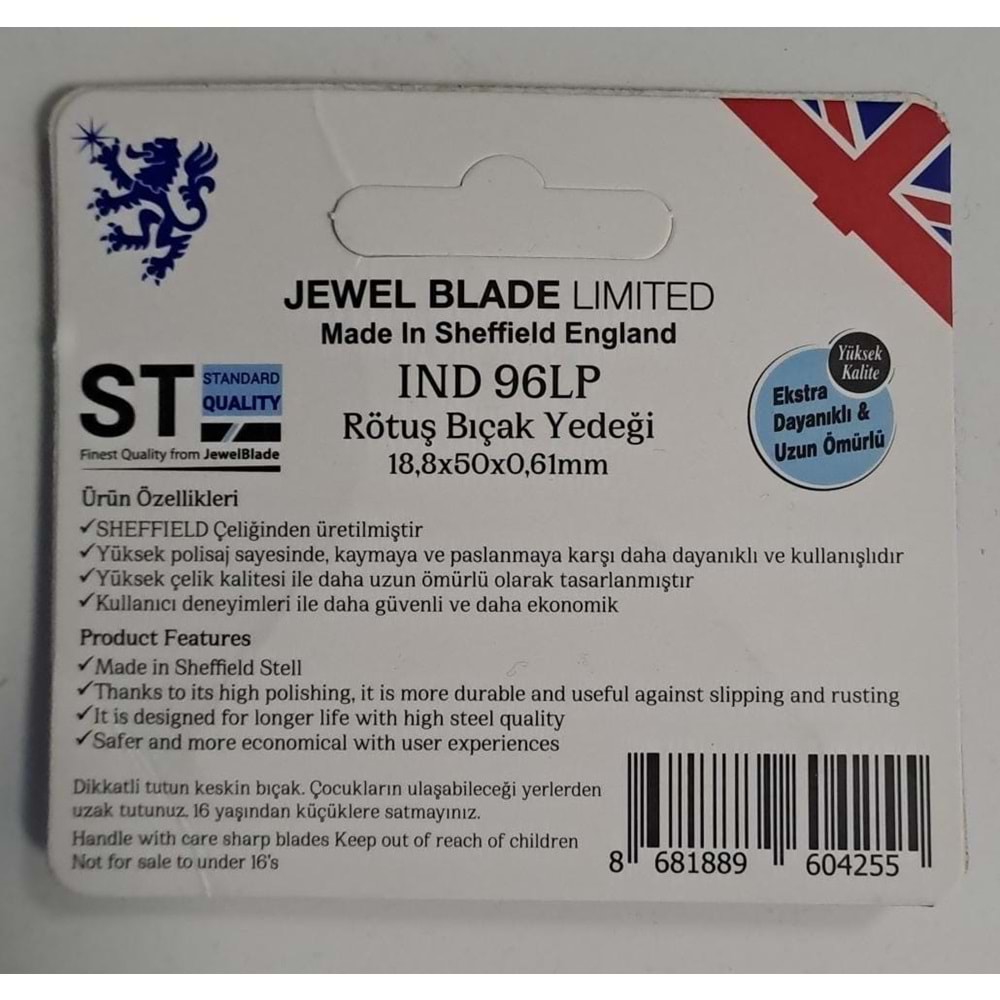 JEWEL BLADE LIMITED
Made In Sheffield England
ST STANDARD QUALITY
Finest Quality from JewelBlade
IND 96LP
Rötuş Bıçak Yedeği
18,8x50x0,61mm
Yüksek
Kalite
Ekstra
Dayanıklı &
Uzun Ömürlü
Ürün Özellikleri
✓SHEFFIELD Çeliğinden üretilmiştir
✓Yüksek polisaj sayesinde, kaymaya ve paslanmaya karşı daha dayanıklı ve kullanışlıdır
✓Yüksek çelik kalitesi ile daha uzun ömürlü olarak tasarlanmıştır
✓Kullanıcı deneyimleri ile daha güvenli ve daha ekonomik
Product Features
✓Made in Sheffield Stell
✓Thanks to its high polishing, it is more durable and useful against slipping and rusting
✓It is designed for longer life with high steel quality
✓Safer and more economical with user experiences
Dikkatli tutun keskin bıçak. Çocukların ulaşabileceği yerlerden
uzak tutunuz. 16 yaşından küçüklere satmayınız.
Handle with care sharp blades Keep out of reach of children
Not for sale to under 16's
8 681889 604255